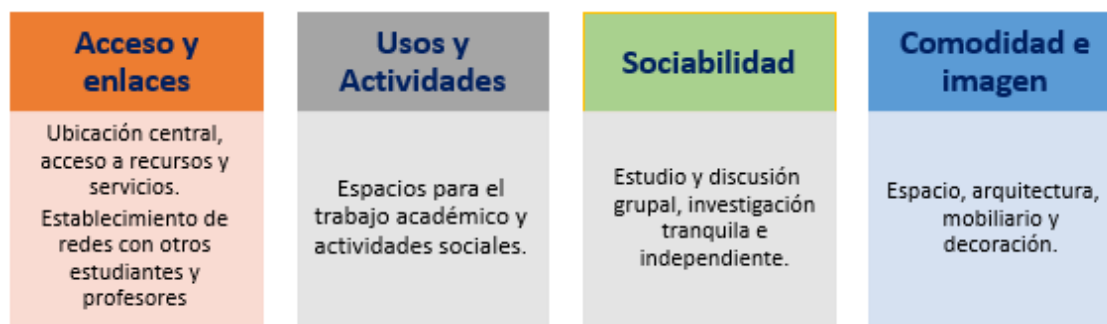 Acceso y
enlaces
Ubicación central,
acceso a recursos y
servicios.
Establecimiento de
redes con otros
estudiantes y
profesores
Usos y
Actividades
Espacios para el
trabajo académico y
actividades sociales.
Sociabilidad
Estudio y discusión
grupal, investigación
tranquila e
independiente.
Comodidad e
imagen
Espacio, arquitectura,
mobiliario y
decoración.